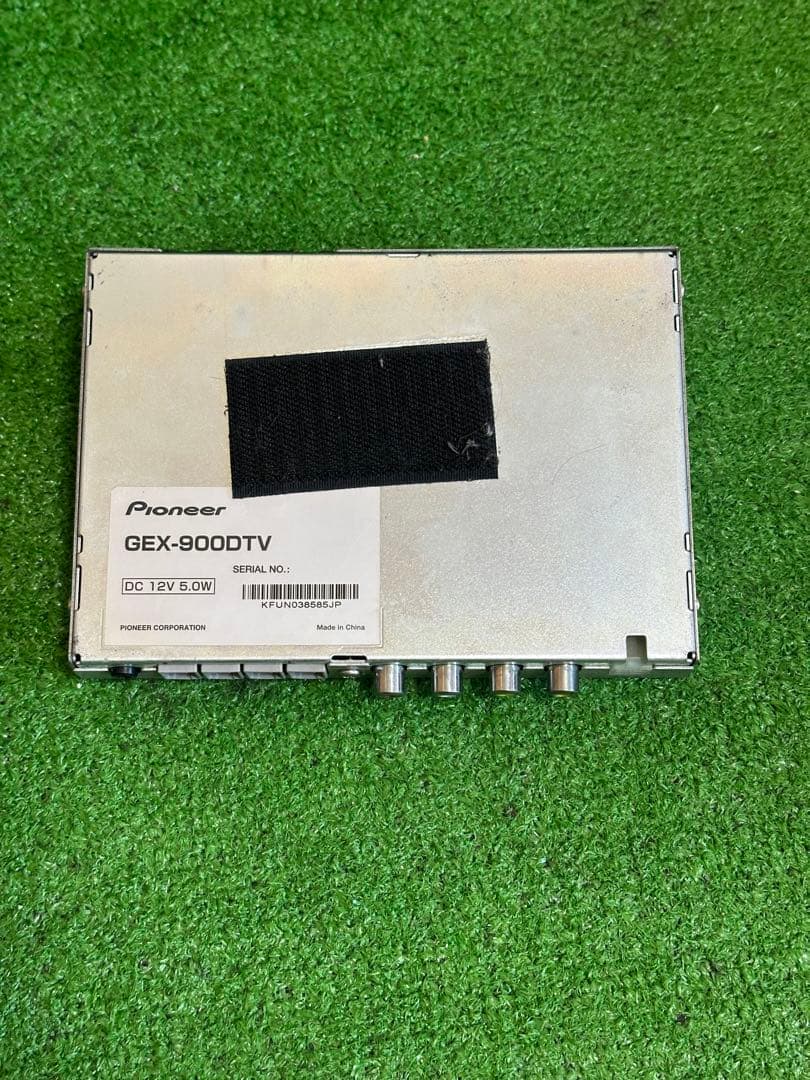 Pioneer
GEX-900DTV
SERIAL NO.:
DC 12V 5.0W
KFUN038585JP
PIONEER CORPORATION
Made in China